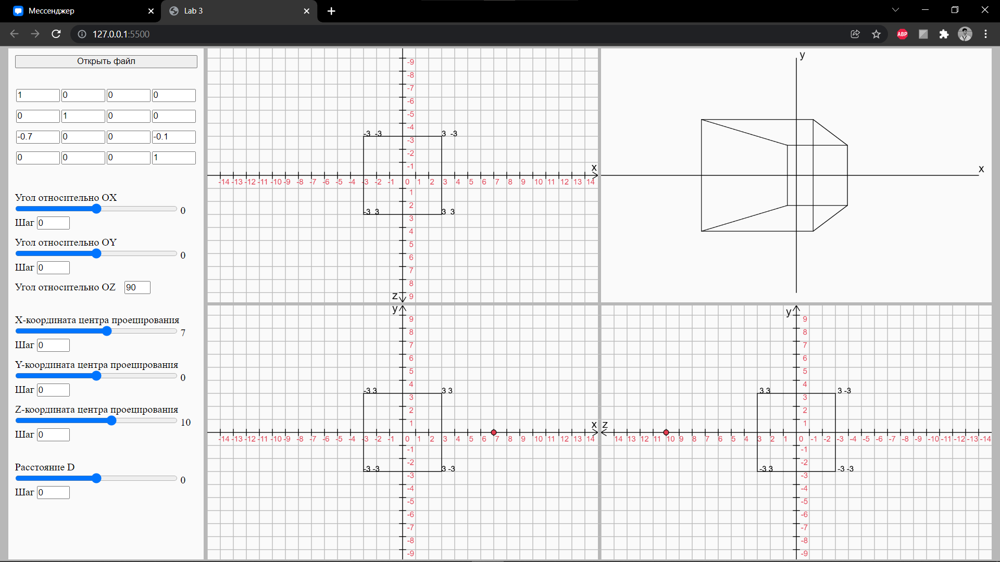 Мессенджер
Lab 3
127.0.0.1:5500
ABP
Открыть файл
1 0 0 0
0 1 0 0
-0.7 0 0 -0.1
0 0 0 1
Угол относительно OX
0
Шаг 0
Угол относительно OY
0
Шаг 0
Угол относительно OZ 90
X-координата центра проецирования
7
Шаг 0
Y-координата центра проецирования
0
Шаг 0
Z-координата центра проецирования
10
Шаг 0
Расстояние D
0
Шаг 0
-9
-8
-7
-6
-5
-4
-3 -3 3 -3
-3
-2
-1
x
-14 -13 -12 -11 -10 -9 -8 -7 -6 -5 -4 -3 -2 -1 0 1 2 3 4 5 6 7 8 9 10 11 12 13 14
1
2
-3 3 3 3
3
4
5
6
7
8
z 9
y
x
y
9
8
7
6
5
4
-3 3 3 3
3
2
1
x
-14 -13 -12 -11 -10 -9 -8 -7 -6 -5 -4 -3 -2 -1 0 1 2 3 4 5 6 7 8 9 10 11 12 13 14
-1
-2
-3 -3 3 -3
-3
-4
-5
-6
-7
-8
-9
y
9
8
7
6
5
4
3 3 3 -3
3
2
1
z
14 13 12 11 10 9 8 7 6 5 4 3 2 1 0 -1 -2 -3 -4 -5 -6 -7 -8 -9 -10 -11 -12 -13 -14
-1
-2
-3 3 -3 -3
-3
-4
-5
-6
-7
-8
-9